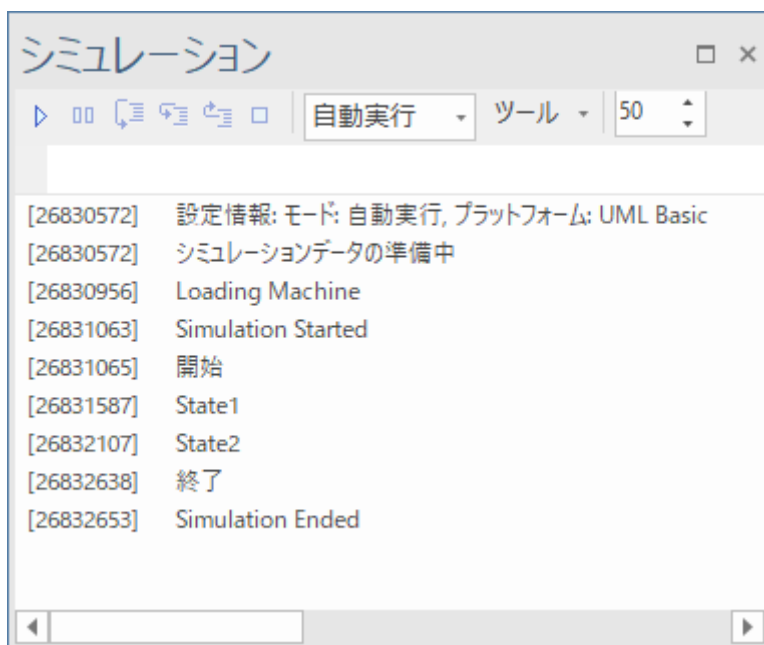 シミュレーション
自動実行 ツール 50
[26830572] 設定情報: モード: 自動実行, プラットフォーム: UML Basic
[26830572] シミュレーションデータの準備中
[26830956] Loading Machine
[26831063] Simulation Started
[26831065] 開始
[26831587] State1
[26832107] State2
[26832638] 終了
[26832653] Simulation Ended